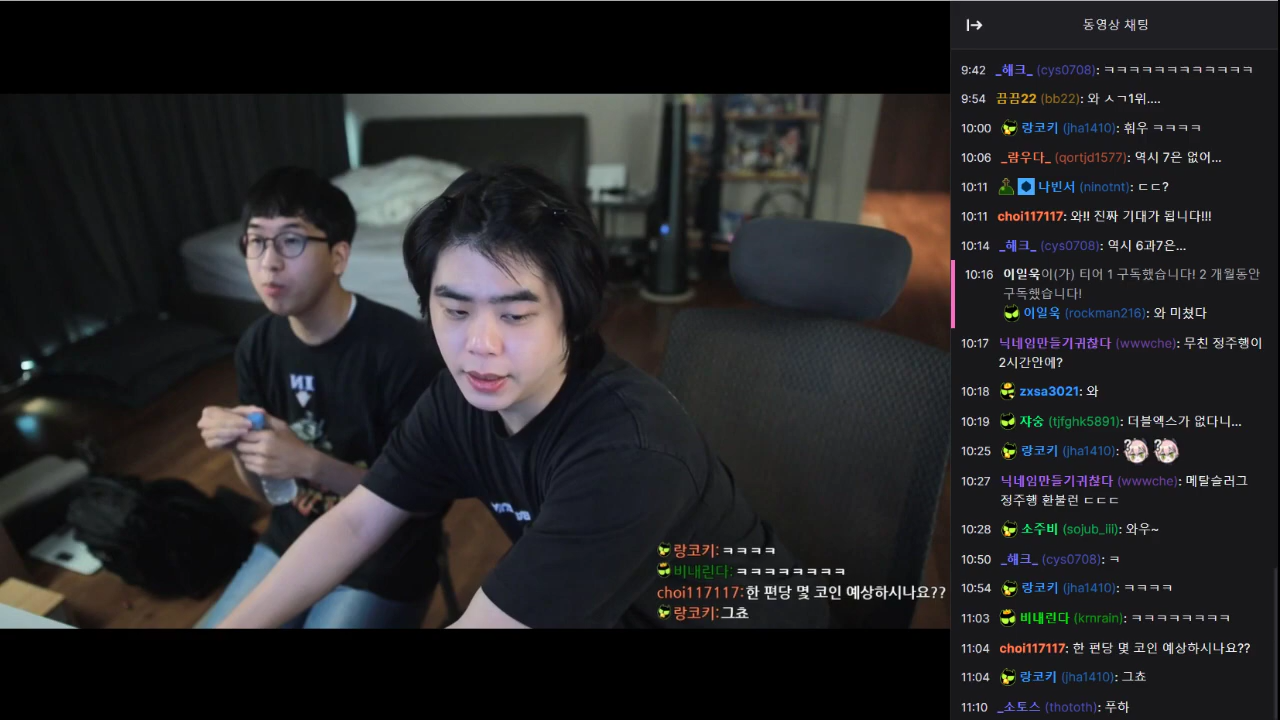 동영상 채팅
9:42 _해크_ (cys0708): ㅋㅋㅋㅋㅋㅋㅋㅋㅋㅋㅋㅋ
9:54 끔끔22 (bb22): 와 ㅅㄱ1위....
10:00 랑코키 (jha1410): 훠우 ㅋㅋㅋㅋ
10:06 _람우다_ (qortjd1577): 역시 7은 없어...
10:11 나빈서 (ninotnt): ㄷㄷ?
10:11 choi117117: 와!! 진짜 기대가 됩니다!!!
10:14 _해크_ (cys0708): 역시 6과7은...
10:16 이일욱이(가) 티어 1 구독했습니다! 2 개월동안
구독했습니다!
이일욱 (rockman216): 와 미쳤다
10:17 닉네임만들기귀찮다 (wwwche): 무친 정주행이
2시간안에?
10:18 zxsa3021: 와
10:19 쟈숭 (tjfghk5891): 더블엑스가 없다니...
10:25 랑코키 (jha1410):
10:27 닉네임만들기귀찮다 (wwwche): 메탈슬러그
정주행 환불런 ㄷㄷㄷ
10:28 소주비 (sojub_iii): 와우~
10:50 _해크_ (cys0708): ㅋ
10:54 랑코키 (jha1410): ㅋㅋㅋㅋ
11:03 비내린다 (krnrain): ㅋㅋㅋㅋㅋㅋㅋㅋ
11:04 choi117117: 한 편당 몇 코인 예상하시나요??
11:04 랑코키 (jha1410): 그쵸
11:10 _소토스 (thototh): 푸하
랑코키: ㅋㅋㅋㅋ
비내린다: ㅋㅋㅋㅋㅋㅋㅋㅋ
choi117117: 한 편당 몇 코인 예상하시나요??
랑코키: 그쵸